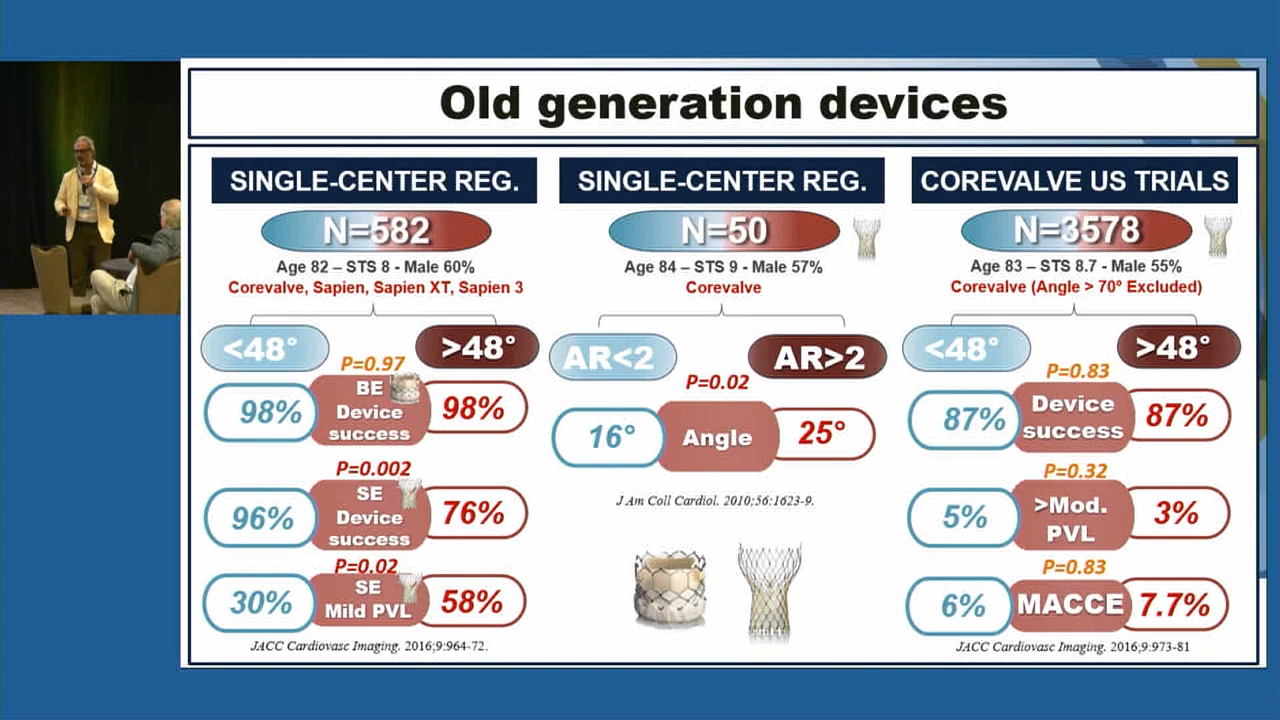 Old generation devices
SINGLE-CENTER REG.
N=582
Age 82 – STS 8 - Male 60%
Corevalve, Sapien, Sapien XT, Sapien 3
<48°
>48°
P=0.97
98%
BE
Device
success
98%
P=0.002
96%
SE
Device
success
76%
P=0.02
30%
SE
Mild PVL
58%
JACC Cardiovasc Imaging. 2016;9:964-72.
SINGLE-CENTER REG.
N=50
Age 84 – STS 9 - Male 57%
Corevalve
AR<2
AR>2
P=0.02
16°
Angle
25°
J Am Coll Cardiol. 2010;56:1623-9.
COREVALVE US TRIALS
N=3578
Age 83 – STS 8.7 - Male 55%
Corevalve (Angle > 70º Excluded)
<48°
>48°
P=0.83
87%
Device
success
87%
P=0.32
5%
>Mod.
PVL
3%
P=0.83
6%
MACCE
7.7%
JACC Cardiovasc Imaging. 2016;9:973-81